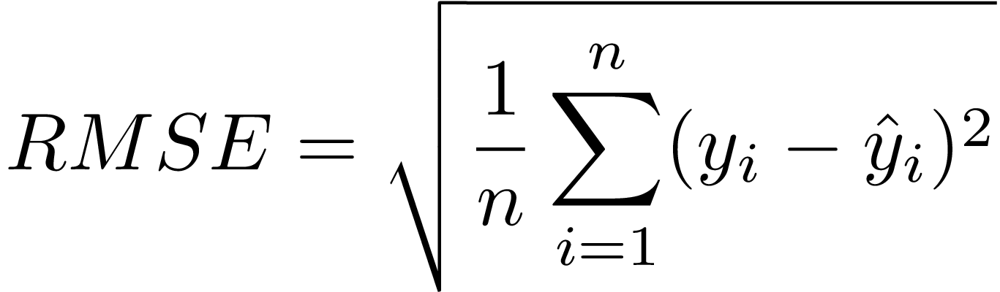 RMSE = \sqrt{\frac{1}{n} \sum_{i=1}^{n} (y_i - \hat{y}_i)^2}